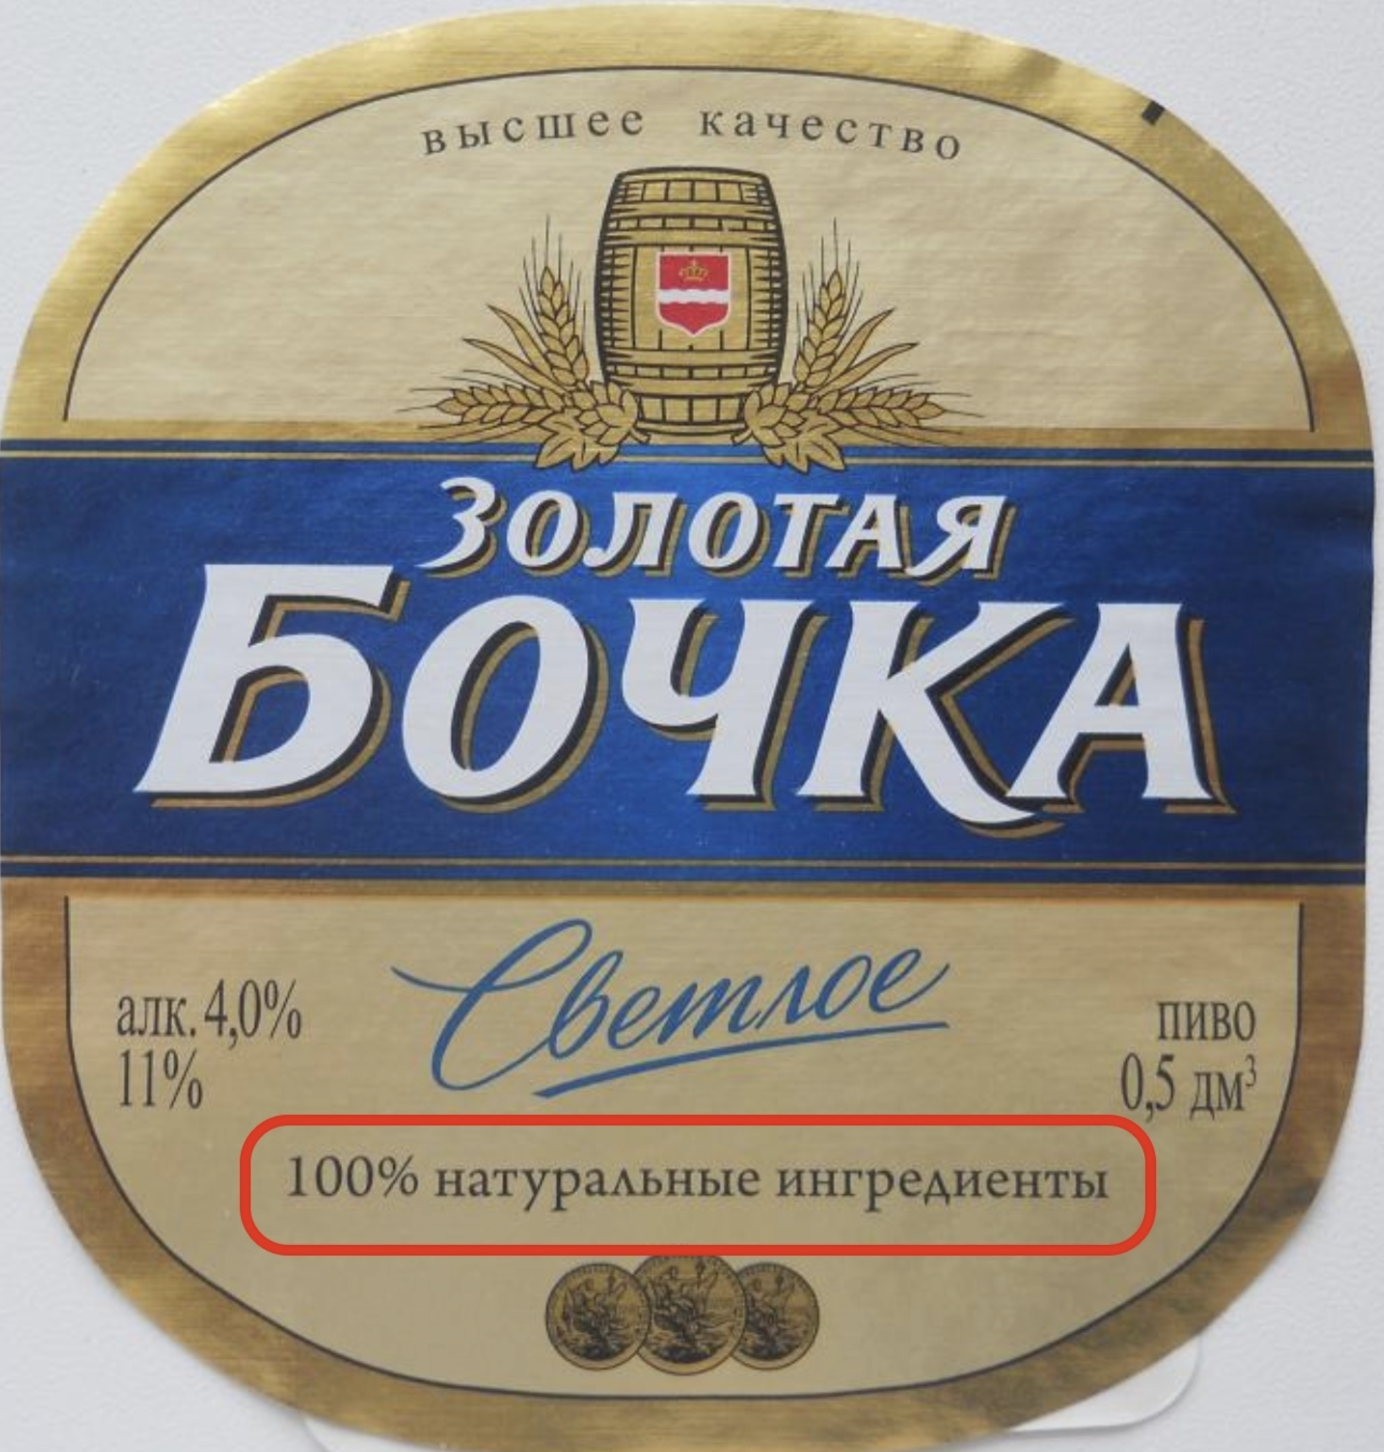 высшее качество
ЗОЛОТАЯ
БОЧКА
Светлое
алк. 4,0%
11%
пиво
0,5 дм³
100% натуральные ингредиенты